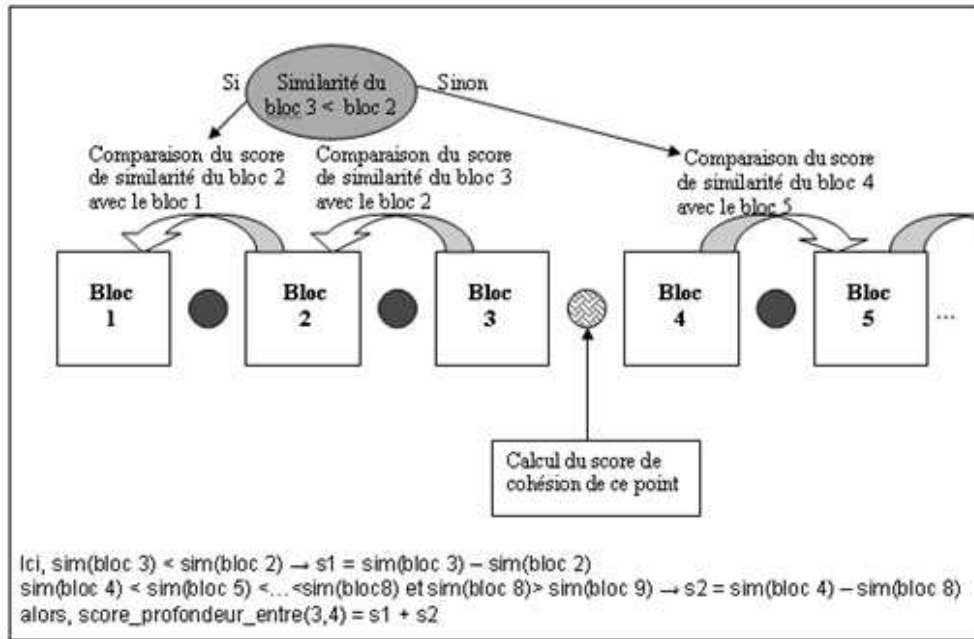 Si
Similarité du
bloc 3 < bloc 2
Sinon
Comparaison du score
de similarité du bloc 2
avec le bloc 1
Comparaison du score
de similarité du bloc 3
avec le bloc 2
Comparaison du score
de similarité du bloc 4
avec le bloc 5
Bloc
1
Bloc
2
Bloc
3
Bloc
4
Bloc
5
...
Calcul du score de
cohésion de ce point
Ici, sim(bloc 3) < sim(bloc 2) → s1 = sim(bloc 3) – sim(bloc 2)
sim(bloc 4) < sim(bloc 5) <... <sim(bloc8) et sim(bloc 8)> sim(bloc 9) → s2 = sim(bloc 4) – sim(bloc 8)
alors, score_profondeur_entre(3,4) = s1 + s2